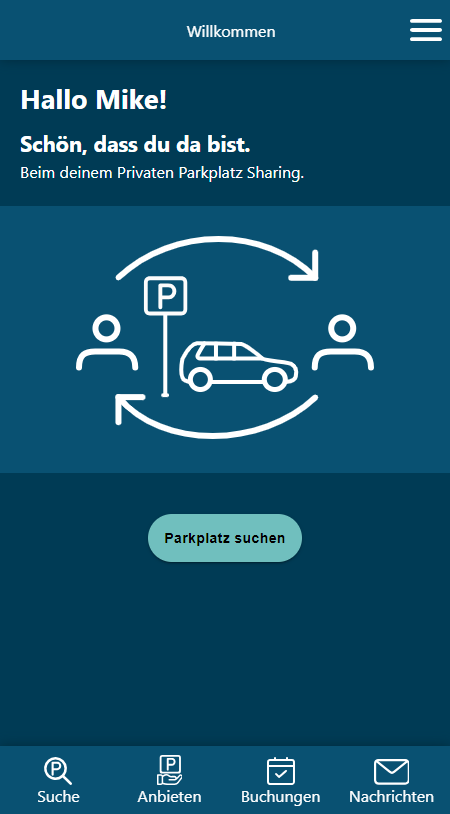 Willkommen
Hallo Mike!
Schön, dass du da bist.
Beim deinem Privaten Parkplatz Sharing.
P
Parkplatz suchen
P
P
Suche
Anbieten
Buchungen
Nachrichten